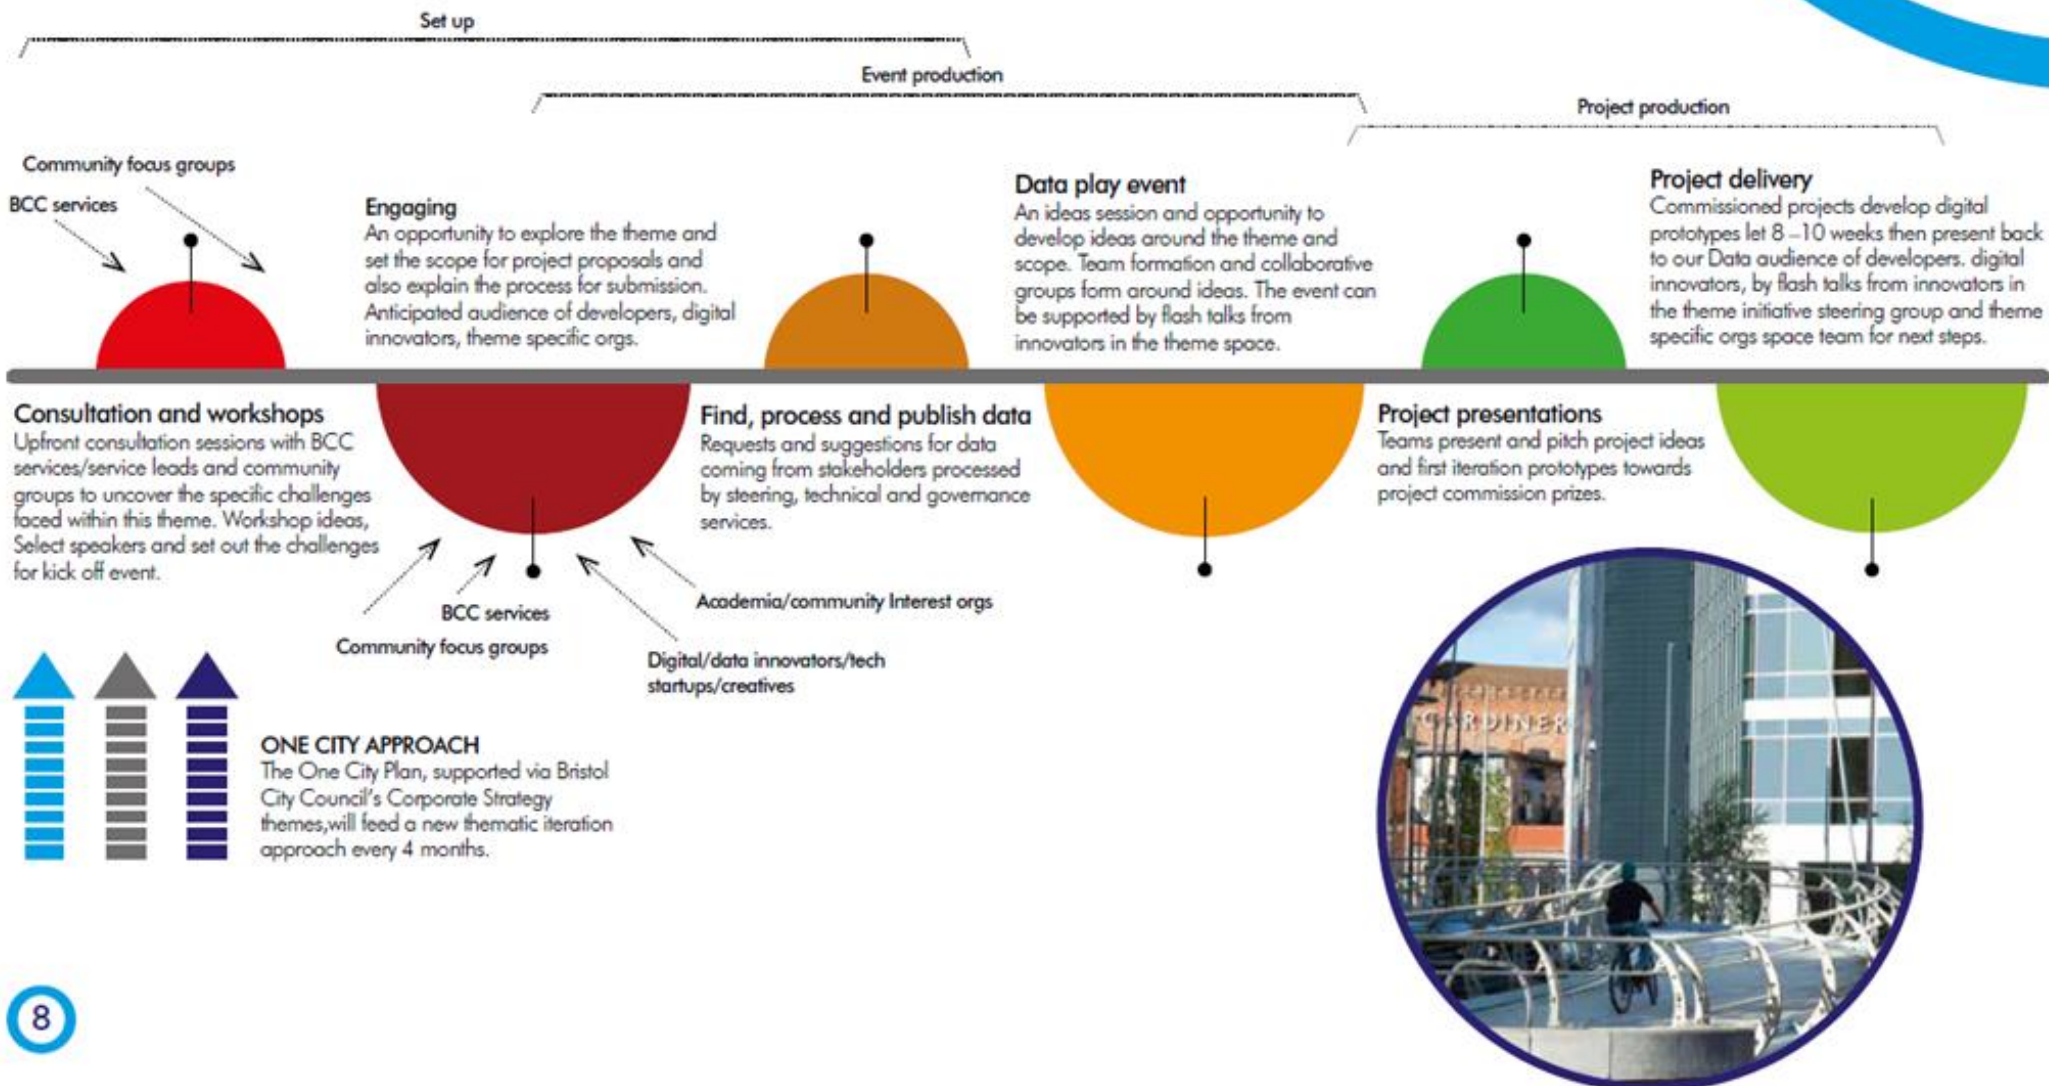 Set up
Event production
Project production
Community focus groups
BCC services
Engaging
An opportunity to explore the theme and
set the scope for project proposals and
also explain the process for submission.
Anticipated audience of developers, digital
innovators, theme specific orgs.
Data play event
An ideas session and opportunity to
develop ideas around the theme and
scope. Team formation and collaborative
groups form around ideas. The event can
be supported by flash talks from
innovators in the theme space.
Project delivery
Commissioned projects develop digital
prototypes let 8 –10 weeks then present back
to our Data audience of developers. digital
innovators, by flash talks from innovators in
the theme initiative steering group and theme
specific orgs space team for next steps.
Consultation and workshops
Upfront consultation sessions with BCC
services/service leads and community
groups to uncover the specific challenges
faced within this theme. Workshop ideas,
Select speakers and set out the challenges
for kick off event.
Find, process and publish data
Requests and suggestions for data
coming from stakeholders processed
by steering, technical and governance
services.
Project presentations
Teams present and pitch project ideas
and first iteration prototypes towards
project commission prizes.
BCC services
Community focus groups
Academia/community Interest orgs
Digital/data innovators/tech
startups/creatives
ONE CITY APPROACH
The One City Plan, supported via Bristol
City Council's Corporate Strategy
themes,will feed a new thematic iteration
approach every 4 months.
GARDINER
8